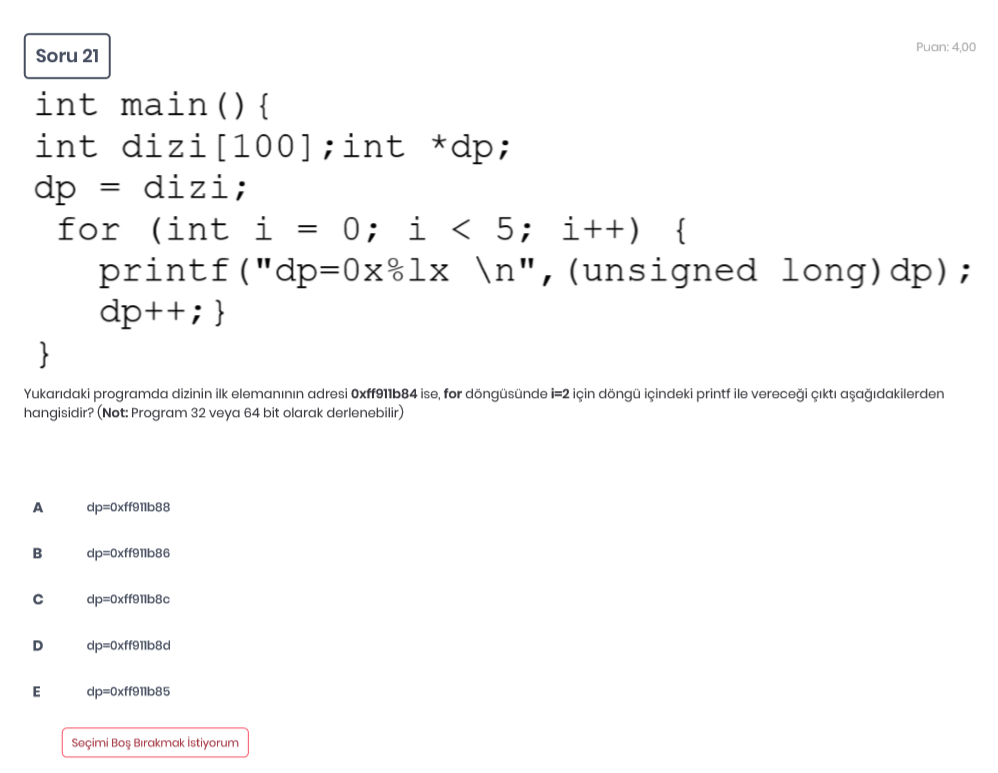 Soru 21
Puan: 4,00
int main(){
int dizi[100];int *dp;
dp = dizi;
for (int i = 0; i < 5; i++) {
printf("dp=0x%lx \n",(unsigned long)dp);
dp++;}
}
Yukarıdaki programda dizinin ilk elemanının adresi 0xff911b84 ise, for döngüsünde i=2 için döngü içindeki printf ile vereceği çıktı aşağıdakilerden
hangisidir? (Not: Program 32 veya 64 bit olarak derlenebilir)
A dp=0xff911b88
B dp=0xff911b86
C dp=0xff911b8c
D dp=0xff911b8d
E dp=0xff911b85
Seçimi Boş Bırakmak İstiyorum